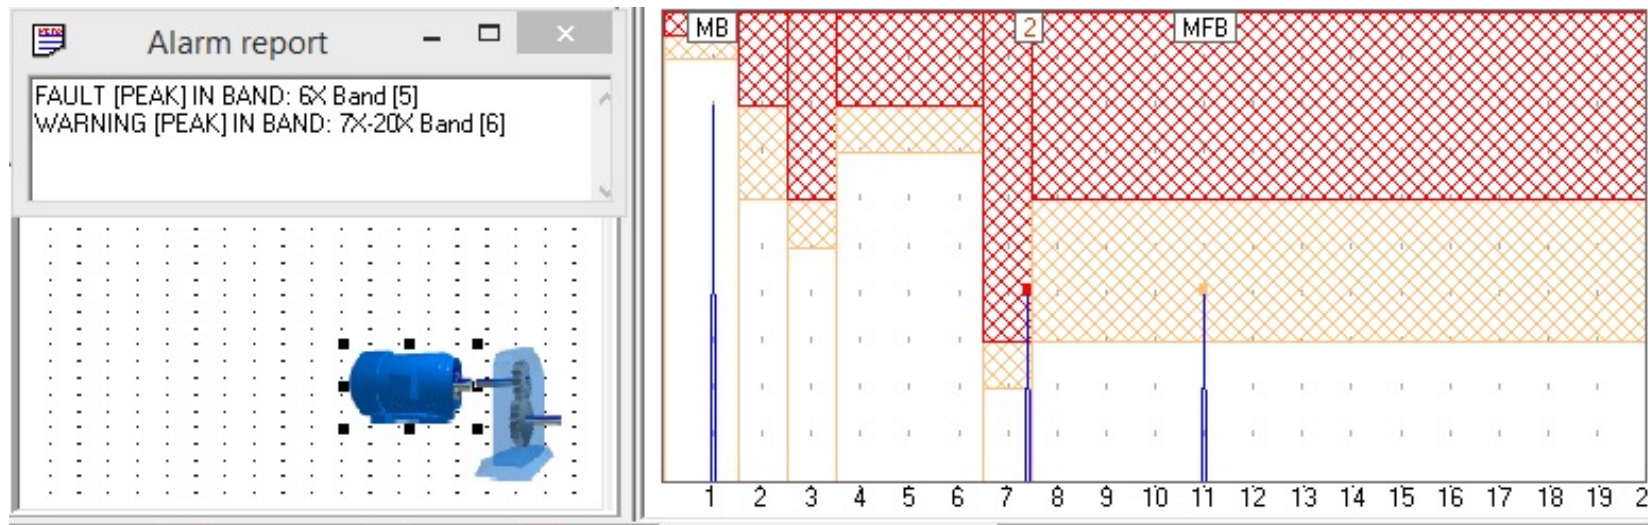 Alarm report
FAULT [PEAK] IN BAND: 6X Band [5]
WARNING [PEAK] IN BAND: 7X-20X Band [6]
MB 2 MFB
1 2 3 4 5 6 7 8 9 10 11 12 13 14 15 16 17 18 19 2